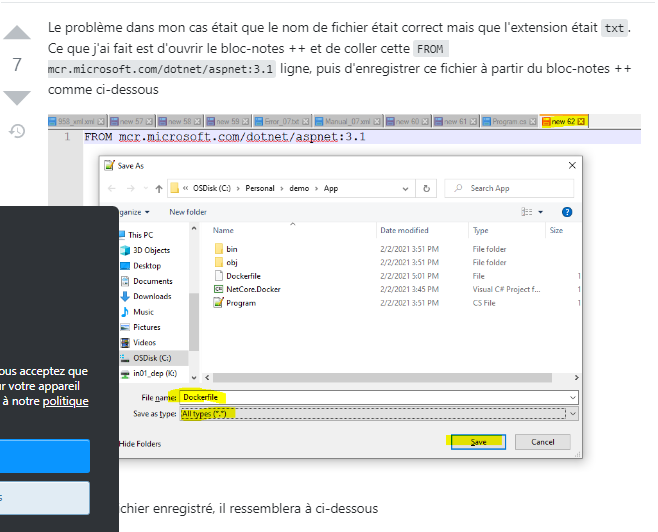 Le problème dans mon cas était que le nom de fichier était correct mais que l'extension était txt.
7
Ce que j'ai fait est d'ouvrir le bloc-notes ++ et de coller cette FROM
mcr.microsoft.com/dotnet/aspnet:3.1 ligne, puis d'enregistrer ce fichier à partir du bloc-notes ++
comme ci-dessous
958_xml.xml new 57 new 58 new 59 Error_07.txt Manual_07.xml new 60 new 61 Program.cs new 62
1 FROM mcr.microsoft.com/dotnet/aspnet:3.1
Save As
« OSDisk (C:) › Personal › demo › App
Search App
ganize New folder
Name Date modified Type Size
This PC
3D Objects
Desktop
Documents
Downloads
Music
Pictures
Videos
OSDisk (C:)
in01_dep (K:)
bin 2/2/2021 3:51 PM File folder
obj 2/2/2021 3:51 PM File folder
Dockerfile 2/2/2021 5:01 PM File 1
NetCore.Docker 2/2/2021 3:45 PM Visual C# Project f... 1
Program 2/2/2021 3:51 PM CS File 1
File name: Dockerfile
Save as type: All types (*.*)
Hide Folders
Save
Cancel
ous acceptez que
r votre appareil
à notre politique
s
ichier enregistré, il ressemblera à ci-dessous